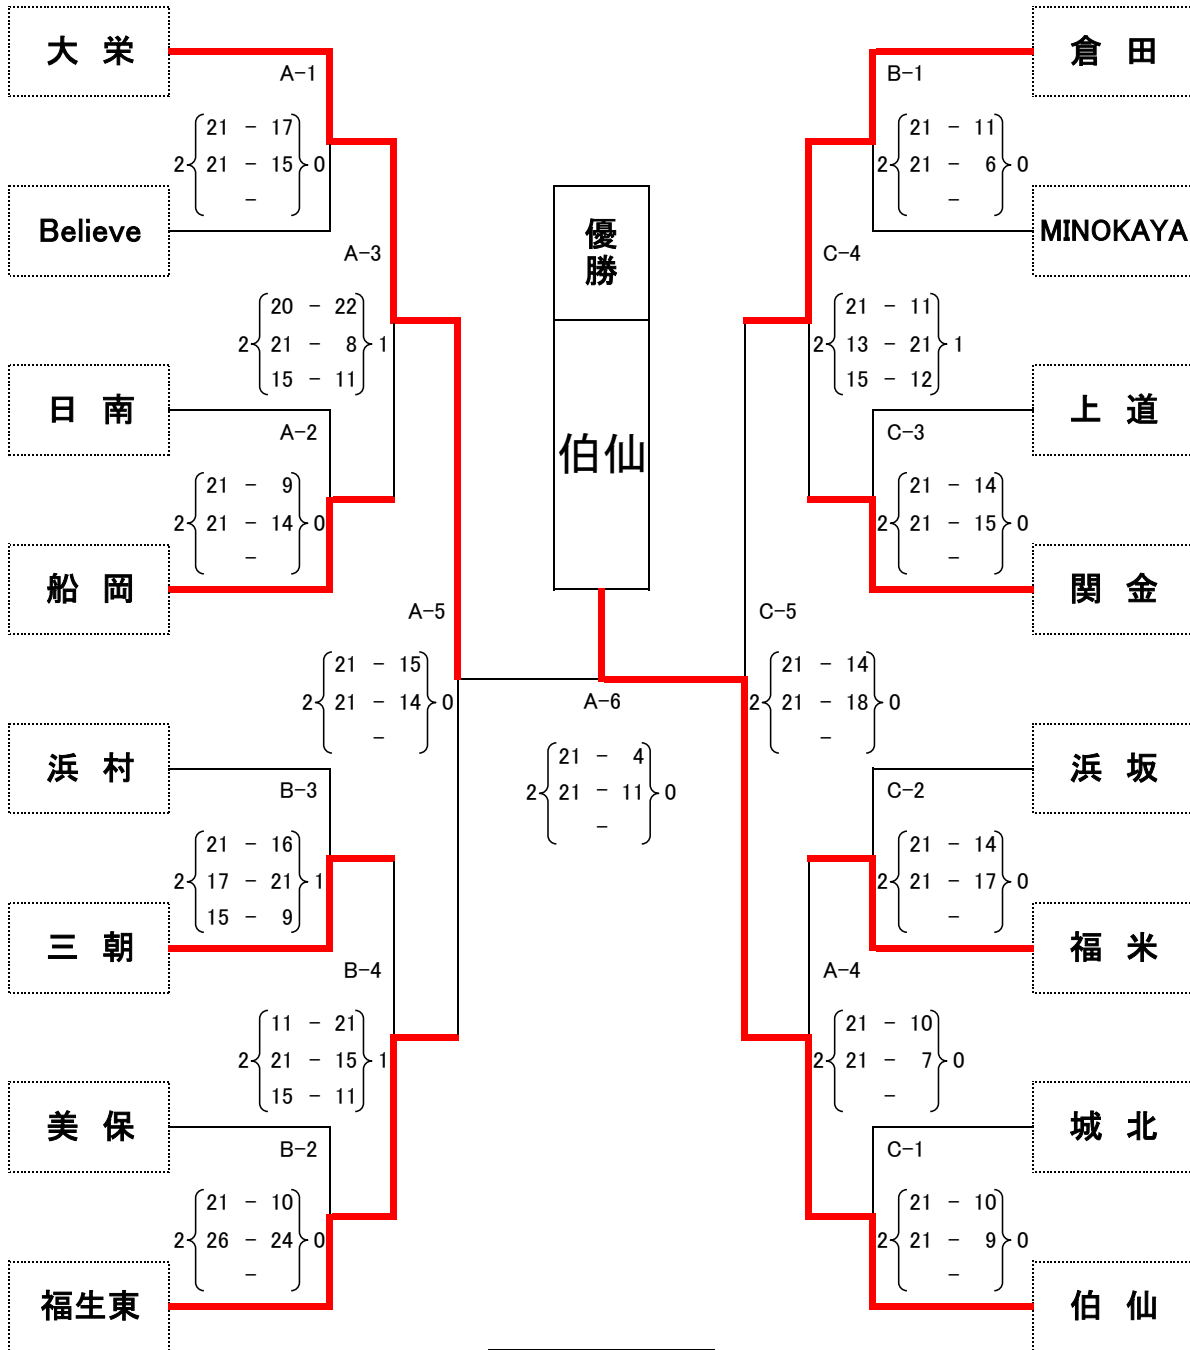 大 栄
A-1
21 - 17
2 21 - 15 0
-
Believe
A-3
20 - 22
2 21 - 8 1
15 - 11
日 南
A-2
21 - 9
2 21 - 14 0
-
船 岡
A-5
21 - 15
2 21 - 14 0
-
浜 村
B-3
21 - 16
2 17 - 21 1
15 - 9
三 朝
B-4
11 - 21
2 21 - 15 1
15 - 11
美 保
B-2
21 - 10
2 26 - 24 0
-
福生東
優勝
伯仙
A-6
21 - 4
2 21 - 11 0
-
倉 田
B-1
21 - 11
2 21 - 6 0
-
MINOKAYA
C-4
21 - 11
2 13 - 21 1
15 - 12
上 道
C-3
21 - 14
2 21 - 15 0
-
関 金
C-5
21 - 14
2 21 - 18 0
-
浜 坂
C-2
21 - 14
2 21 - 17 0
-
福 米
A-4
21 - 10
2 21 - 7 0
-
城 北
C-1
21 - 10
2 21 - 9 0
-
伯 仙